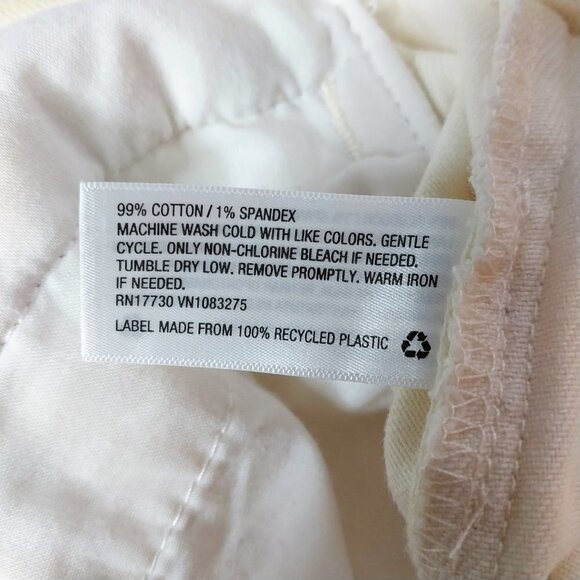 99% COTTON / 1% SPANDEX
MACHINE WASH COLD WITH LIKE COLORS. GENTLE
CYCLE. ONLY NON-CHLORINE BLEACH IF NEEDED.
TUMBLE DRY LOW. REMOVE PROMPTLY. WARM IRON
IF NEEDED.
RN17730 VN1083275
LABEL MADE FROM 100% RECYCLED PLASTIC